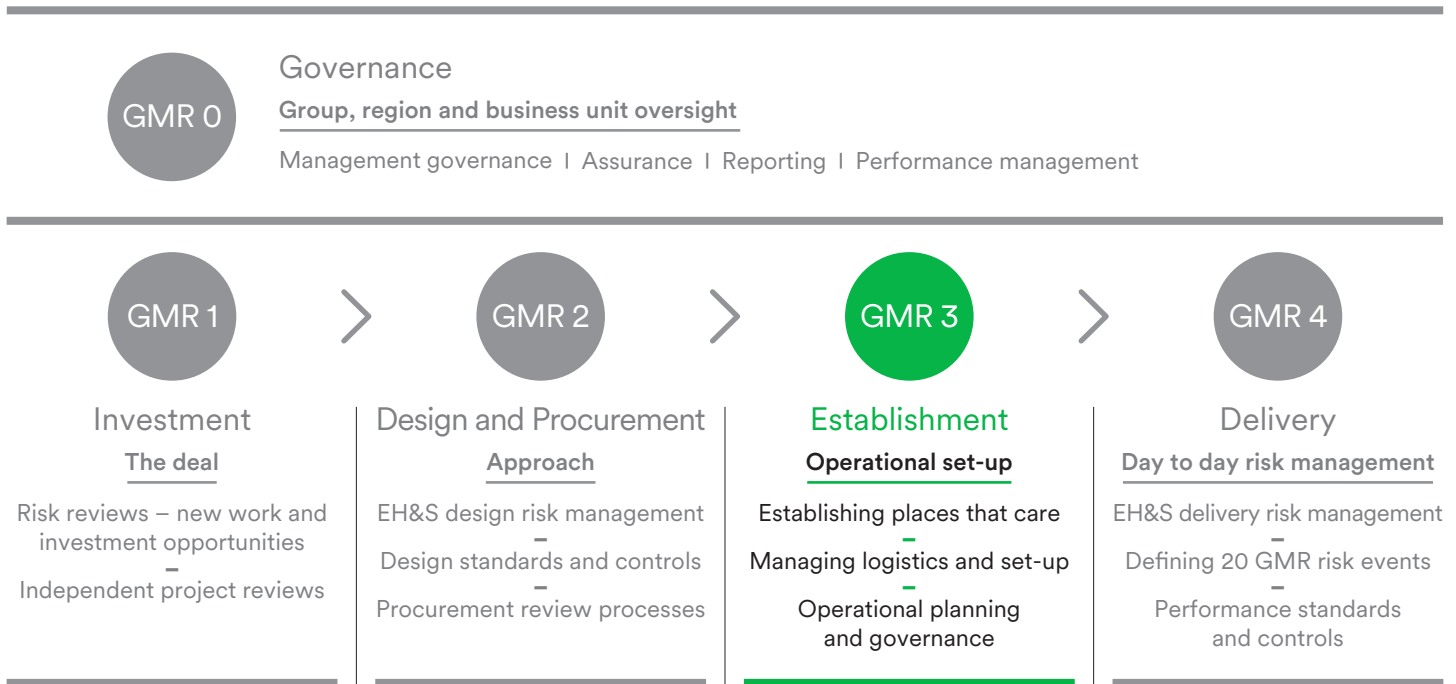 GMR 0
Governance
Group, region and business unit oversight
Management governance I Assurance I Reporting I Performance management
GMR 1
Investment
The deal
Risk reviews – new work and
investment opportunities
–
Independent project reviews
GMR 2
Design and Procurement
Approach
EH&S design risk management
–
Design standards and controls
–
Procurement review processes
GMR 3
Establishment
Operational set-up
Establishing places that care
–
Managing logistics and set-up
–
Operational planning
and governance
GMR 4
Delivery
Day to day risk management
EH&S delivery risk management
–
Defining 20 GMR risk events
–
Performance standards
and controls